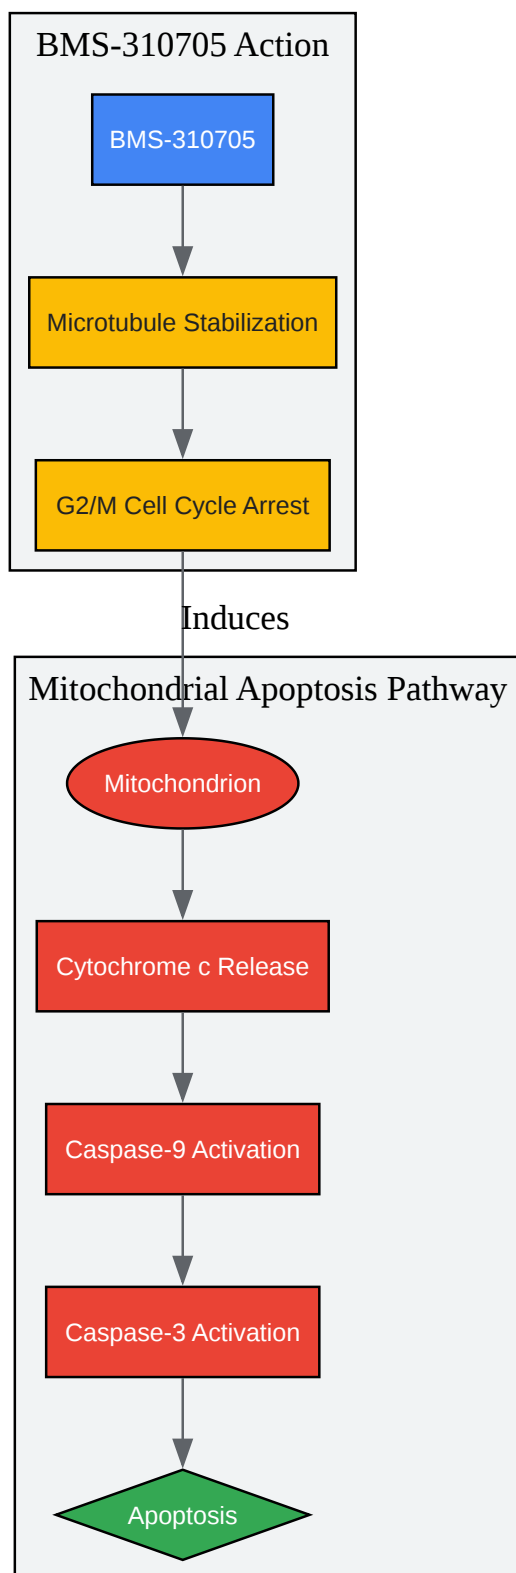 BMS-310705 Action
BMS-310705
Microtubule Stabilization
G2/M Cell Cycle Arrest
Induces
Mitochondrial Apoptosis Pathway
Mitochondrion
Cytochrome c Release
Caspase-9 Activation
Caspase-3 Activation
Apoptosis